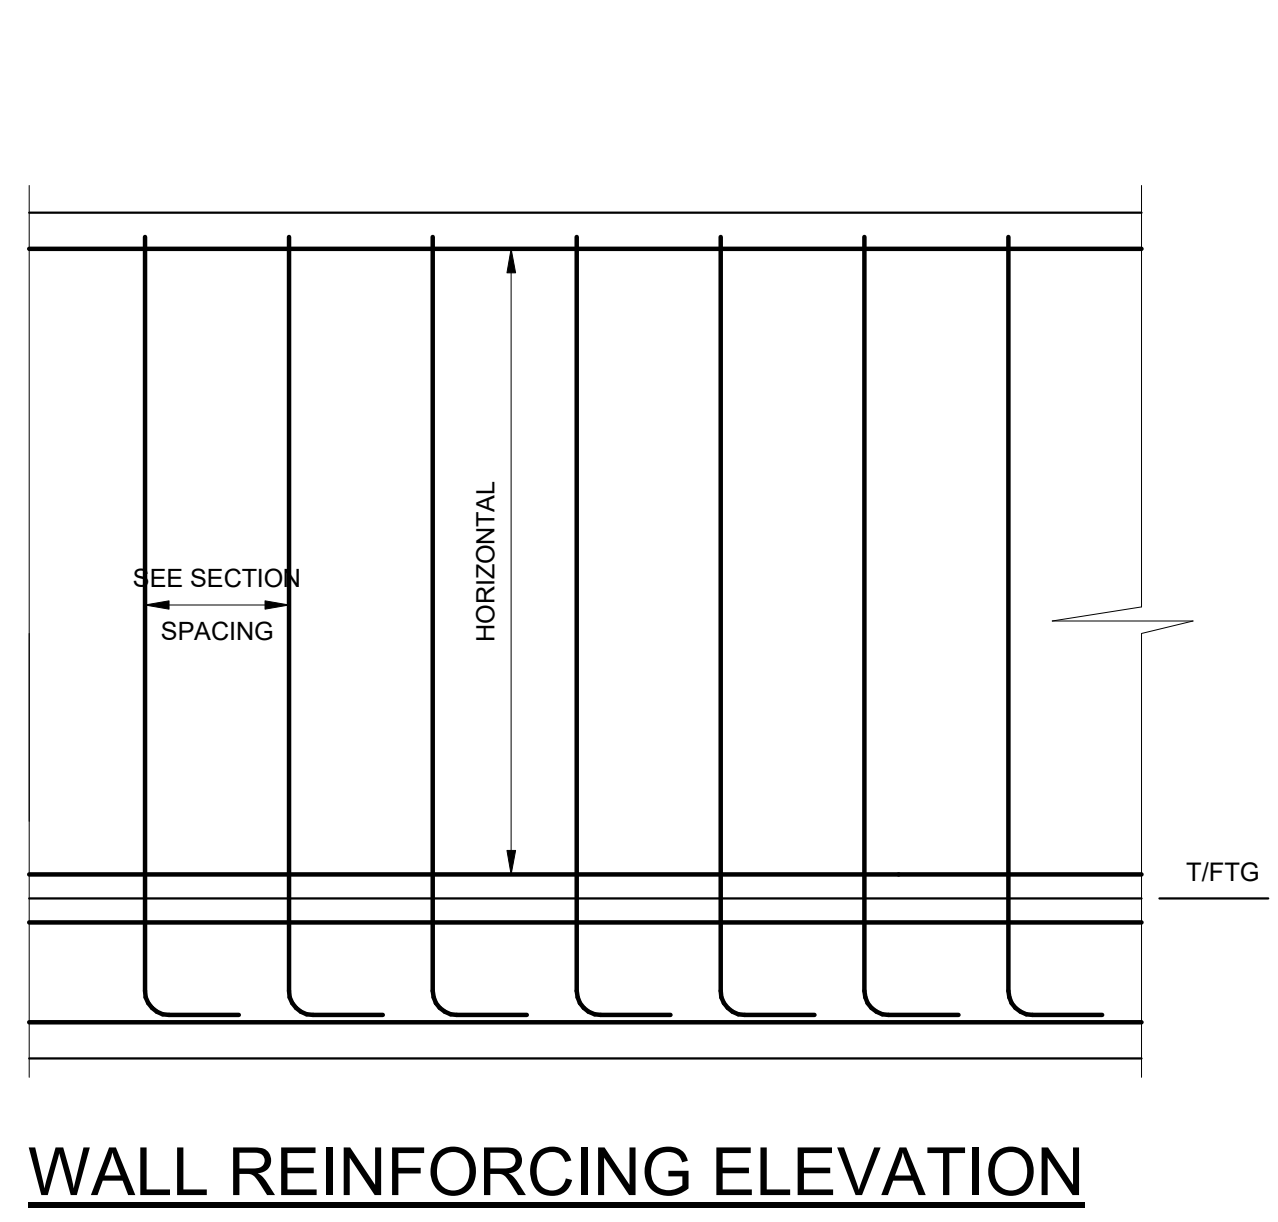 SEE SECTION
SPACING
HORIZONTAL
T/FTG
WALL REINFORCING ELEVATION